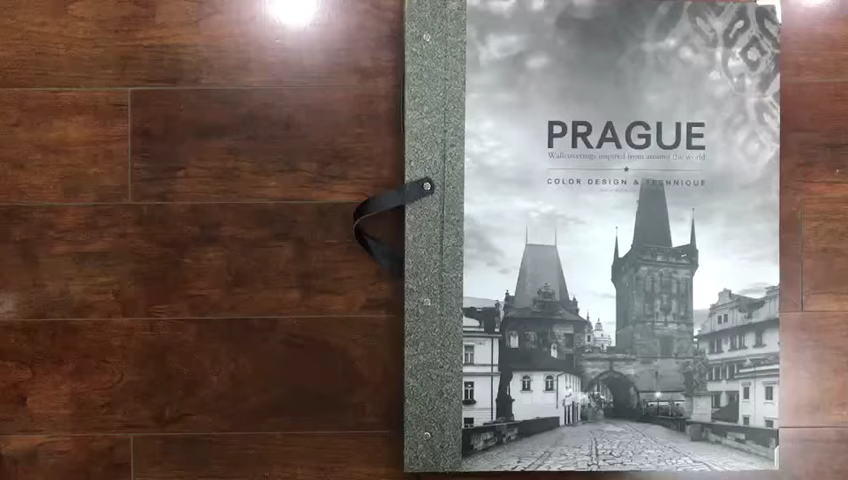 PRAGUE
Wallcoverings inspired from around the world
COLOR DESIGN & TECHNIQUE